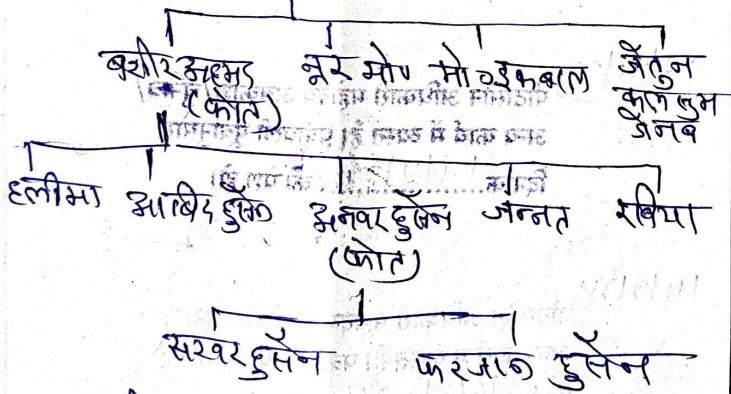 बशीर अहमद नूर मो० मो० इकबाल जैतुन
(फोत) कुलसुम
जैनब
हलीमा आबिद हुसैन अनवर हुसैन जन्नत रबिया
(फोत)
सरवर हुसैन फरजान हुसैन